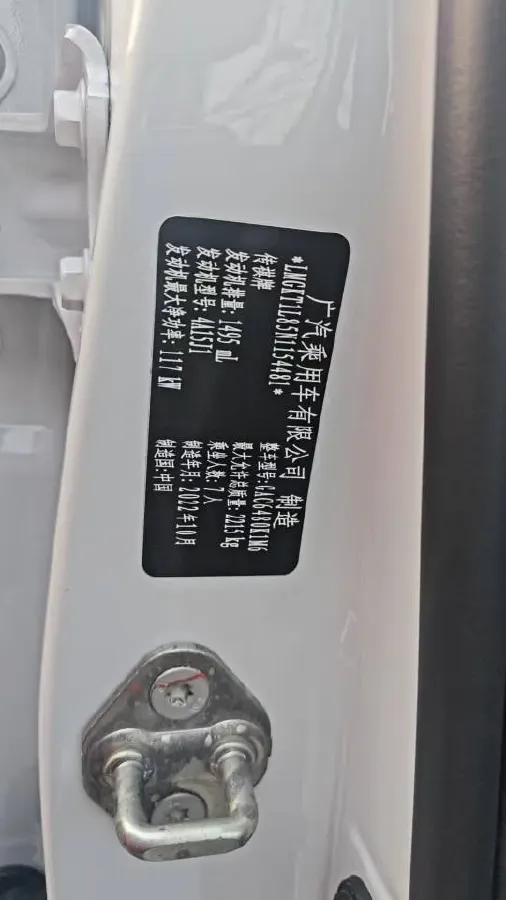 广汽乘用车有限公司 制造
*LMGKT1L85N1154481*
传祺牌 整车型号: GAC6490K1M6
发动机排量: 1495 mL 最大允许总质量: 2215 kg
发动机型号: 4A15J1 乘坐人数: 7人
发动机最大净功率: 117 kW 制造年月: 2022年10月
制造国:中国